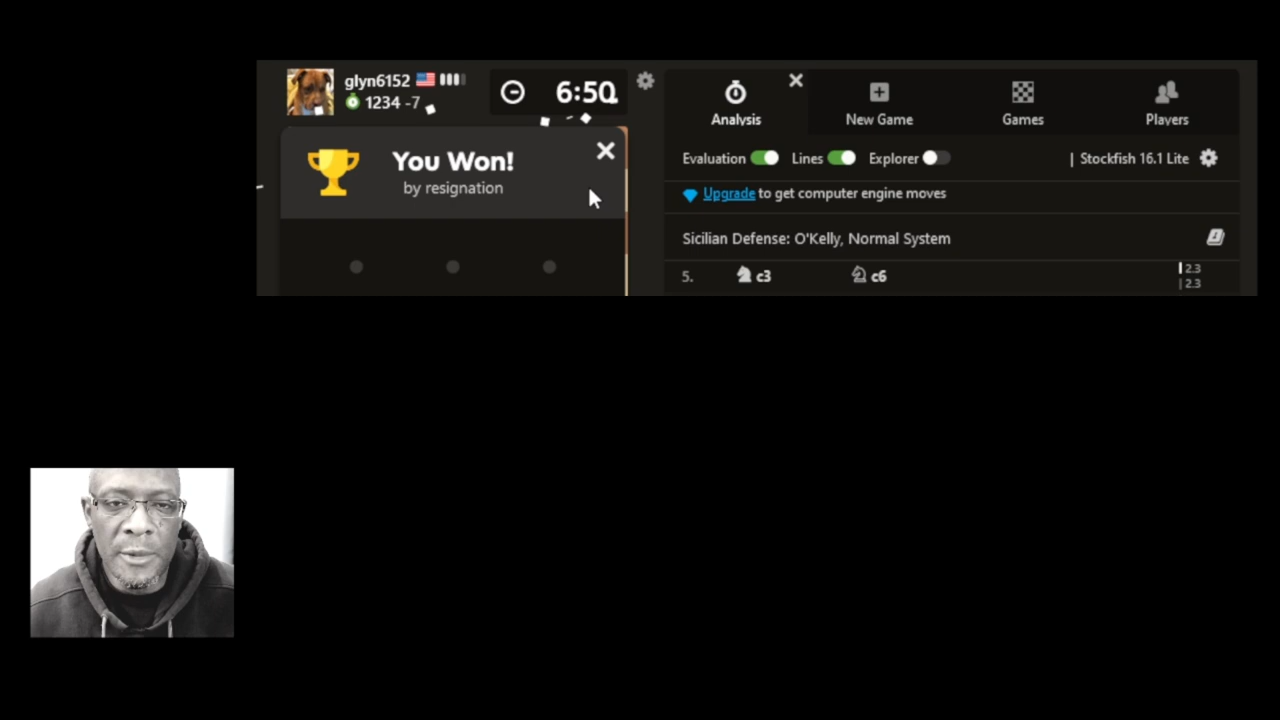 glyn6152
1234 -7
6:50
You Won!
by resignation
Analysis
New Game
Games
Players
Evaluation Lines Explorer | Stockfish 16.1 Lite
Upgrade to get computer engine moves
Sicilian Defense: O'Kelly, Normal System
5. c3 c6 2.3
2.3